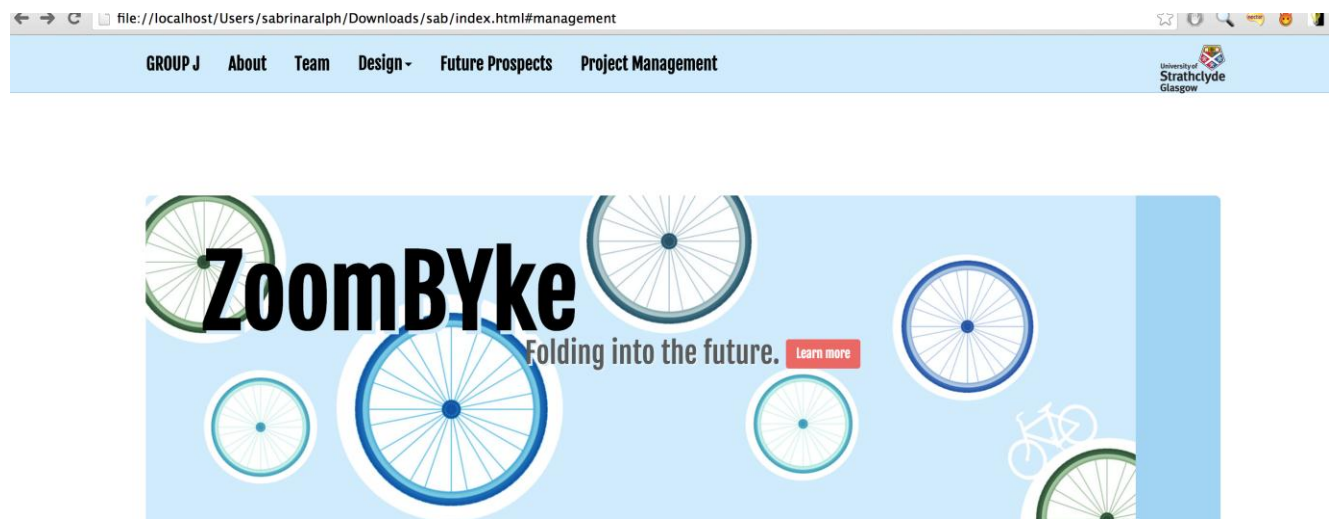 file://localhost/Users/sabrinaralph/Downloads/sab/index.html#management
GROUP J About Team Design Future Prospects Project Management
University of
Strathclyde
Glasgow
ZoomBYke
Folding into the future. Learn more